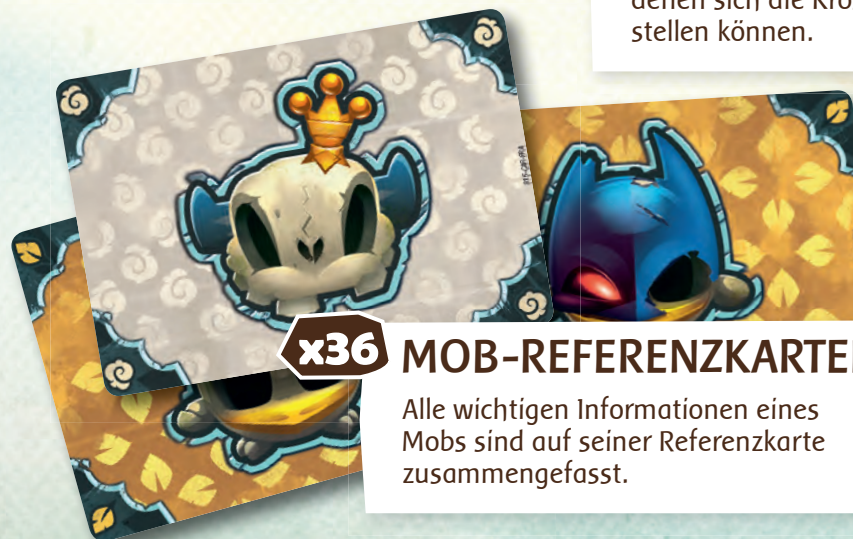 stellen können.
x36 MOB-REFERENZKARTE
Alle wichtigen Informationen eines
Mobs sind auf seiner Referenzkarte
zusammengefasst.